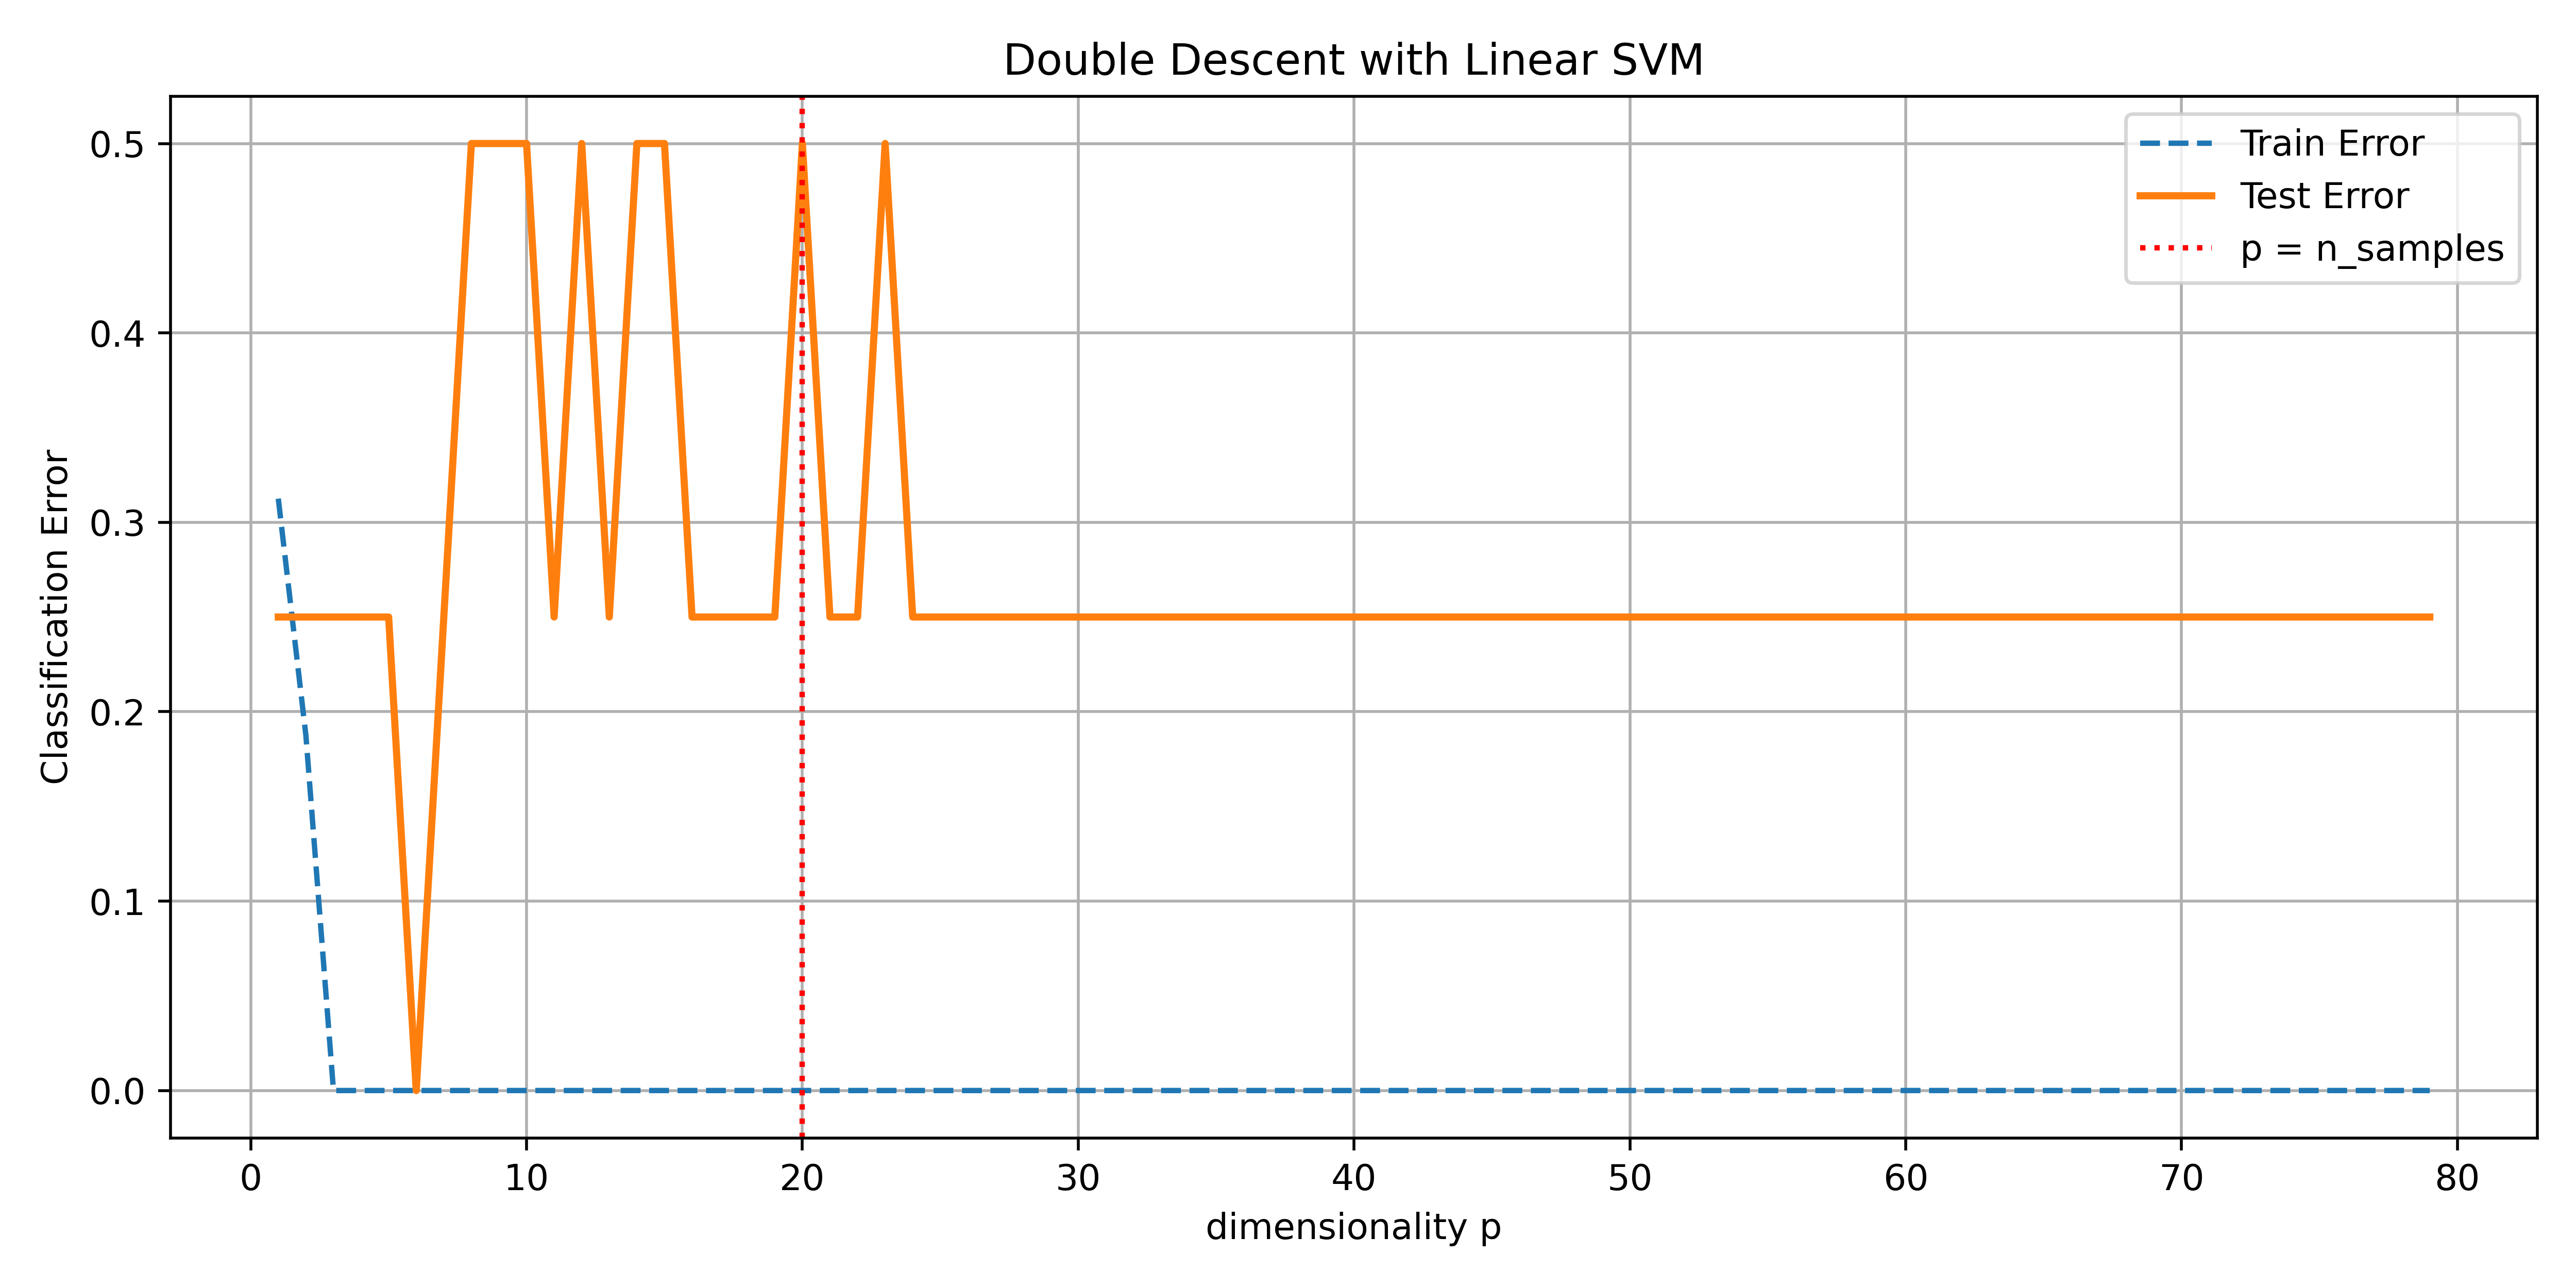 Double Descent with Linear SVM
Train Error
Test Error
p = n_samples
Classification Error
0.5
0.4
0.3
0.2
0.1
0.0
0 10 20 30 40 50 60 70 80
dimensionality p